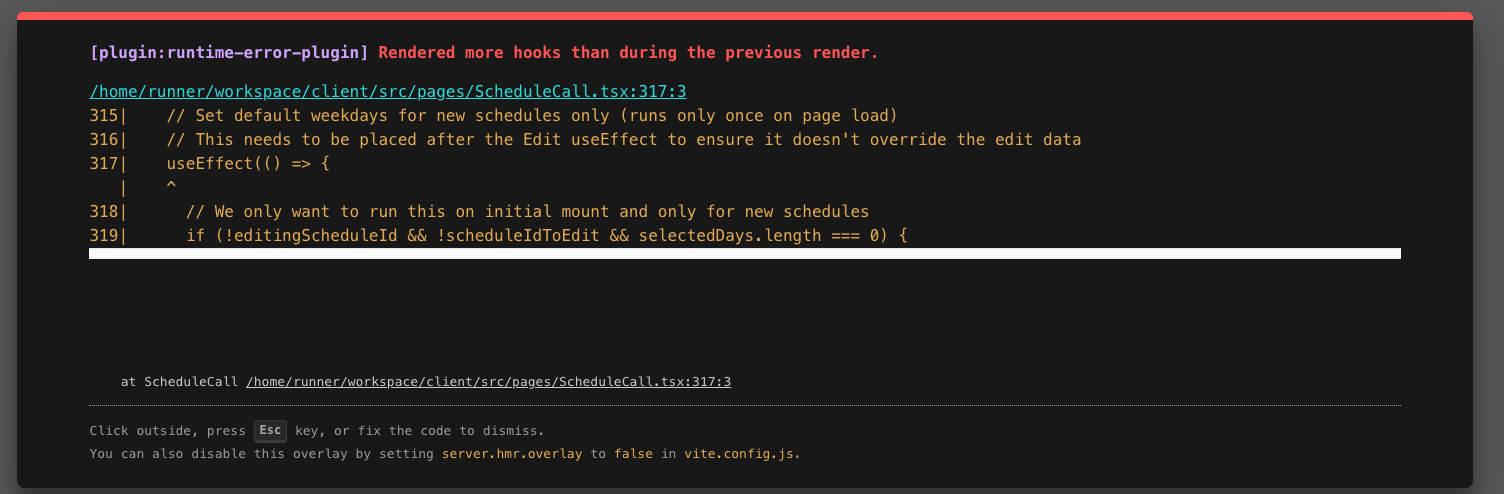 [plugin:runtime-error-plugin] Rendered more hooks than during the previous render.
/home/runner/workspace/client/src/pages/ScheduleCall.tsx:317:3
315|    // Set default weekdays for new schedules only (runs only once on page load)
316|    // This needs to be placed after the Edit useEffect to ensure it doesn't override the edit data
317|    useEffect(() => {
   |    ^
318|      // We only want to run this on initial mount and only for new schedules
319|      if (!editingScheduleId && !scheduleIdToEdit && selectedDays.length === 0) {
at ScheduleCall /home/runner/workspace/client/src/pages/ScheduleCall.tsx:317:3
Click outside, press Esc key, or fix the code to dismiss.
You can also disable this overlay by setting server.hmr.overlay to false in vite.config.js.